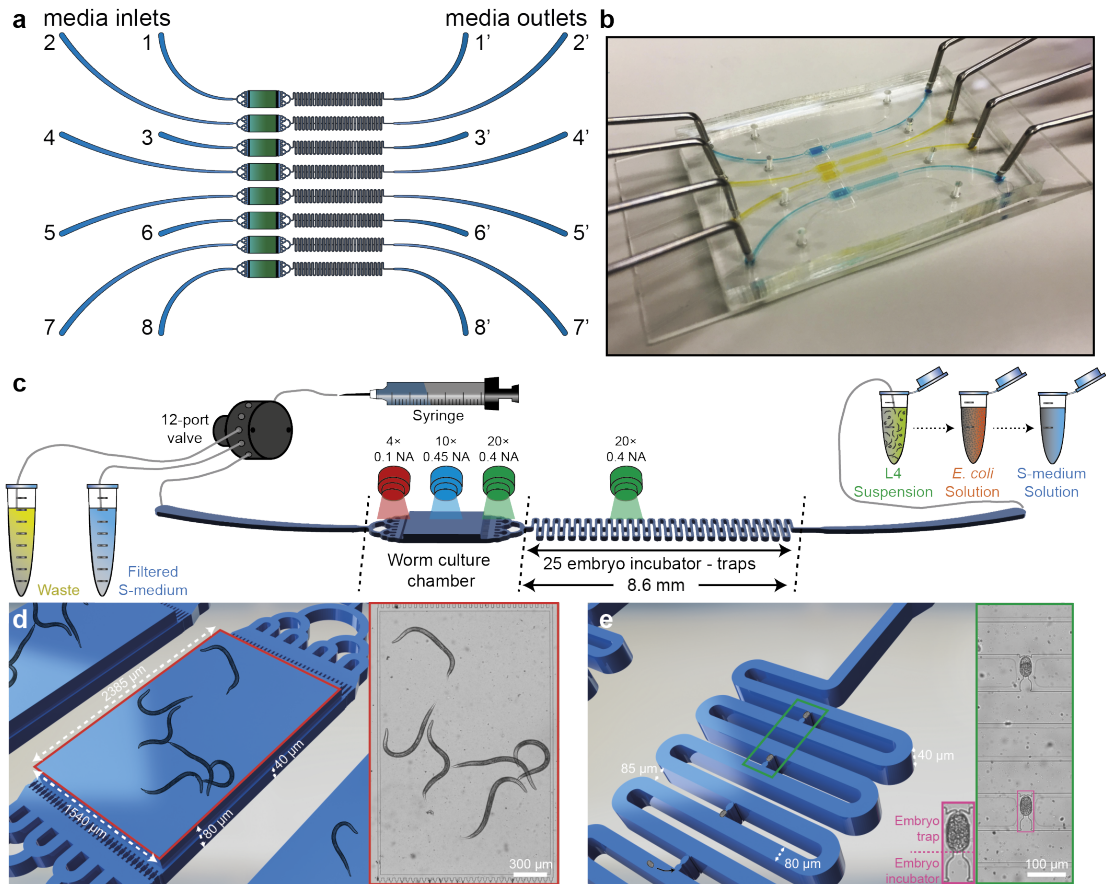 a
media inlets
media outlets
2
1
1’
2’
4
3
3’
4’
5
6
6’
5’
7
8
8’
7’
b
c
12-port
valve
Syringe
4×
0.1 NA
10×
0.45 NA
20×
0.4 NA
20×
0.4 NA
L4
Suspension
E. coli
Solution
S-medium
Solution
Waste
Filtered
S-medium
Worm culture
chamber
25 embryo incubator - traps
8.6 mm
d
2385 µm
1540 µm
40 µm
80 µm
300 µm
e
85 µm
40 µm
80 µm
Embryo
trap
Embryo
incubator
100 µm